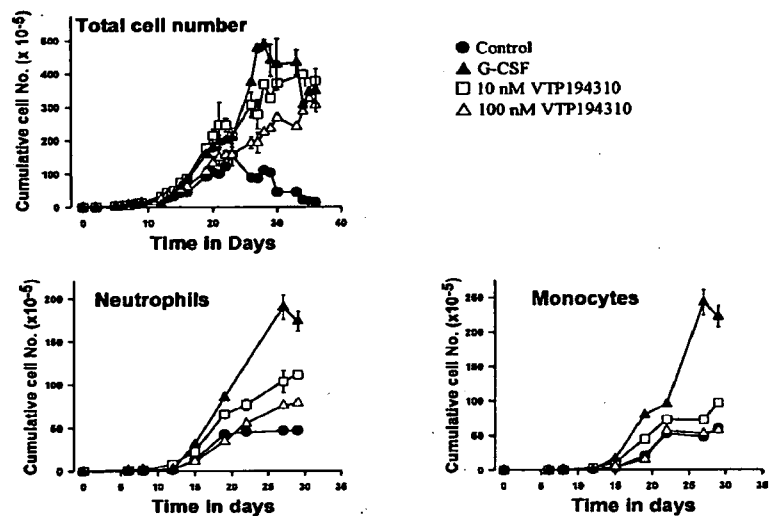 Total cell number
Cumulative cell No. (x 10-5)
500
400
300
200
100
0
0
10
20
30
40
Time in Days
Control
G-CSF
10 nM VTP194310
100 nM VTP194310
Neutrophils
Cumulative cell No. (x10-5)
200
150
100
50
0
0
5
10
15
20
25
30
35
Time in days
Monocytes
Cumulative cell No. (x10-5)
250
200
150
100
50
0
0
5
10
15
20
25
30
35
Time in days